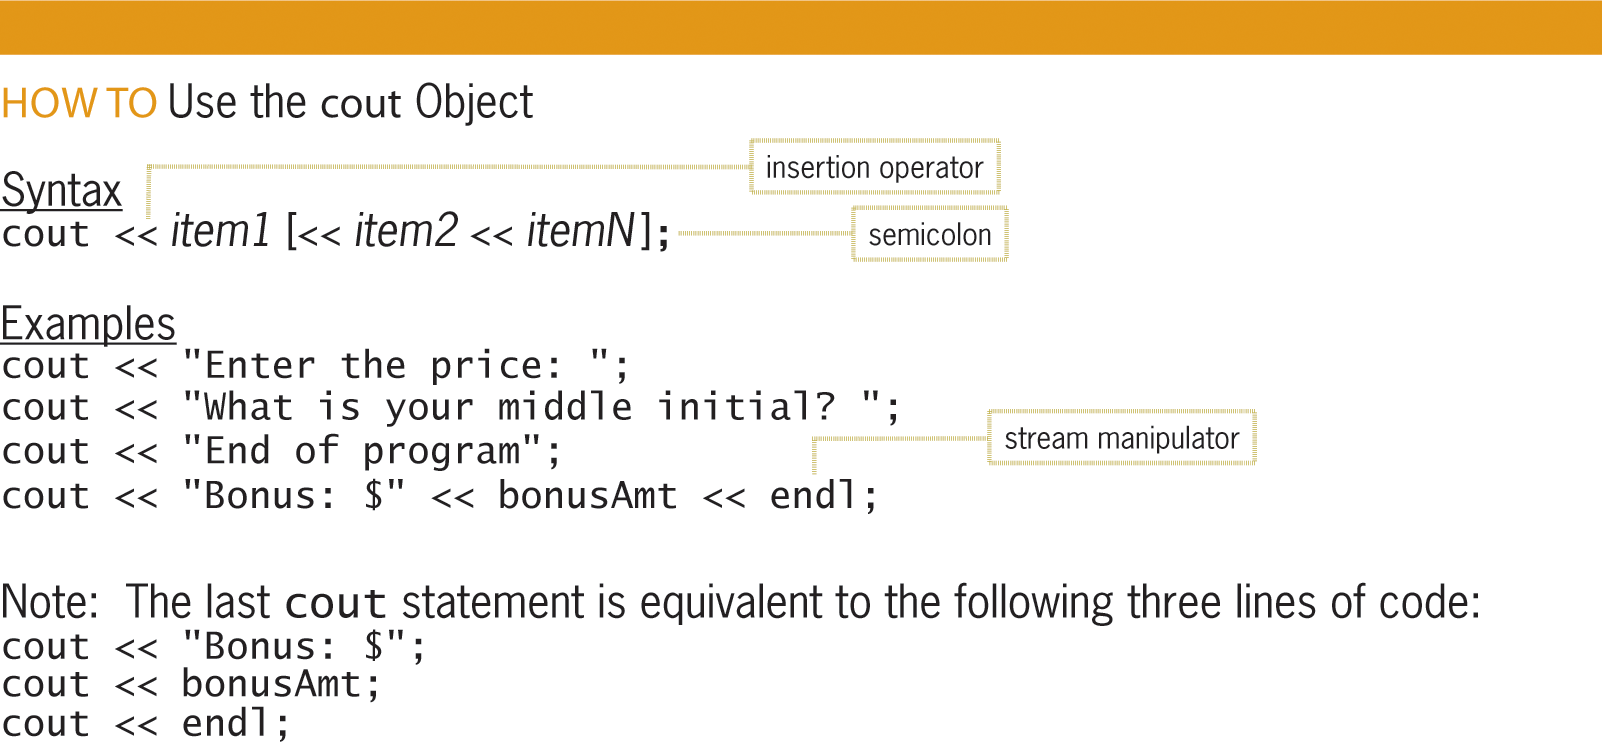 HOW TO Use the cout Object
insertion operator
Syntax
cout << item1 [<< item2 << itemN];
semicolon
Examples
cout << "Enter the price: ";
cout << "What is your middle initial? ";
stream manipulator
cout << "End of program";
cout << "Bonus: $" << bonusAmt << endl;
Note: The last cout statement is equivalent to the following three lines of code:
cout << "Bonus: $";
cout << bonusAmt;
cout << endl;